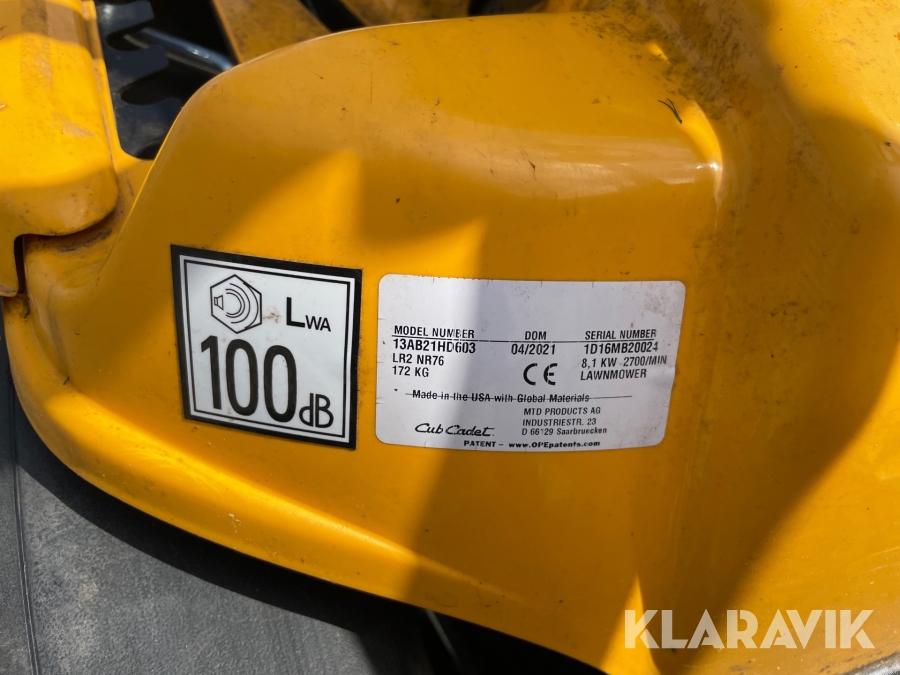 LWA
100dB
MODEL NUMBER DOM SERIAL NUMBER
13AB21HD603 04/2021 1D16MB20024
LR2 NR76 8,1 KW 2700/MIN
172 KG CE LAWNMOWER
Made in the USA with Global Materials
MTD PRODUCTS AG
INDUSTRIESTR. 23
Cub Cadet. D 66129 Saarbruecken
PATENT - www.OPEpatents.com
KLARAVIK